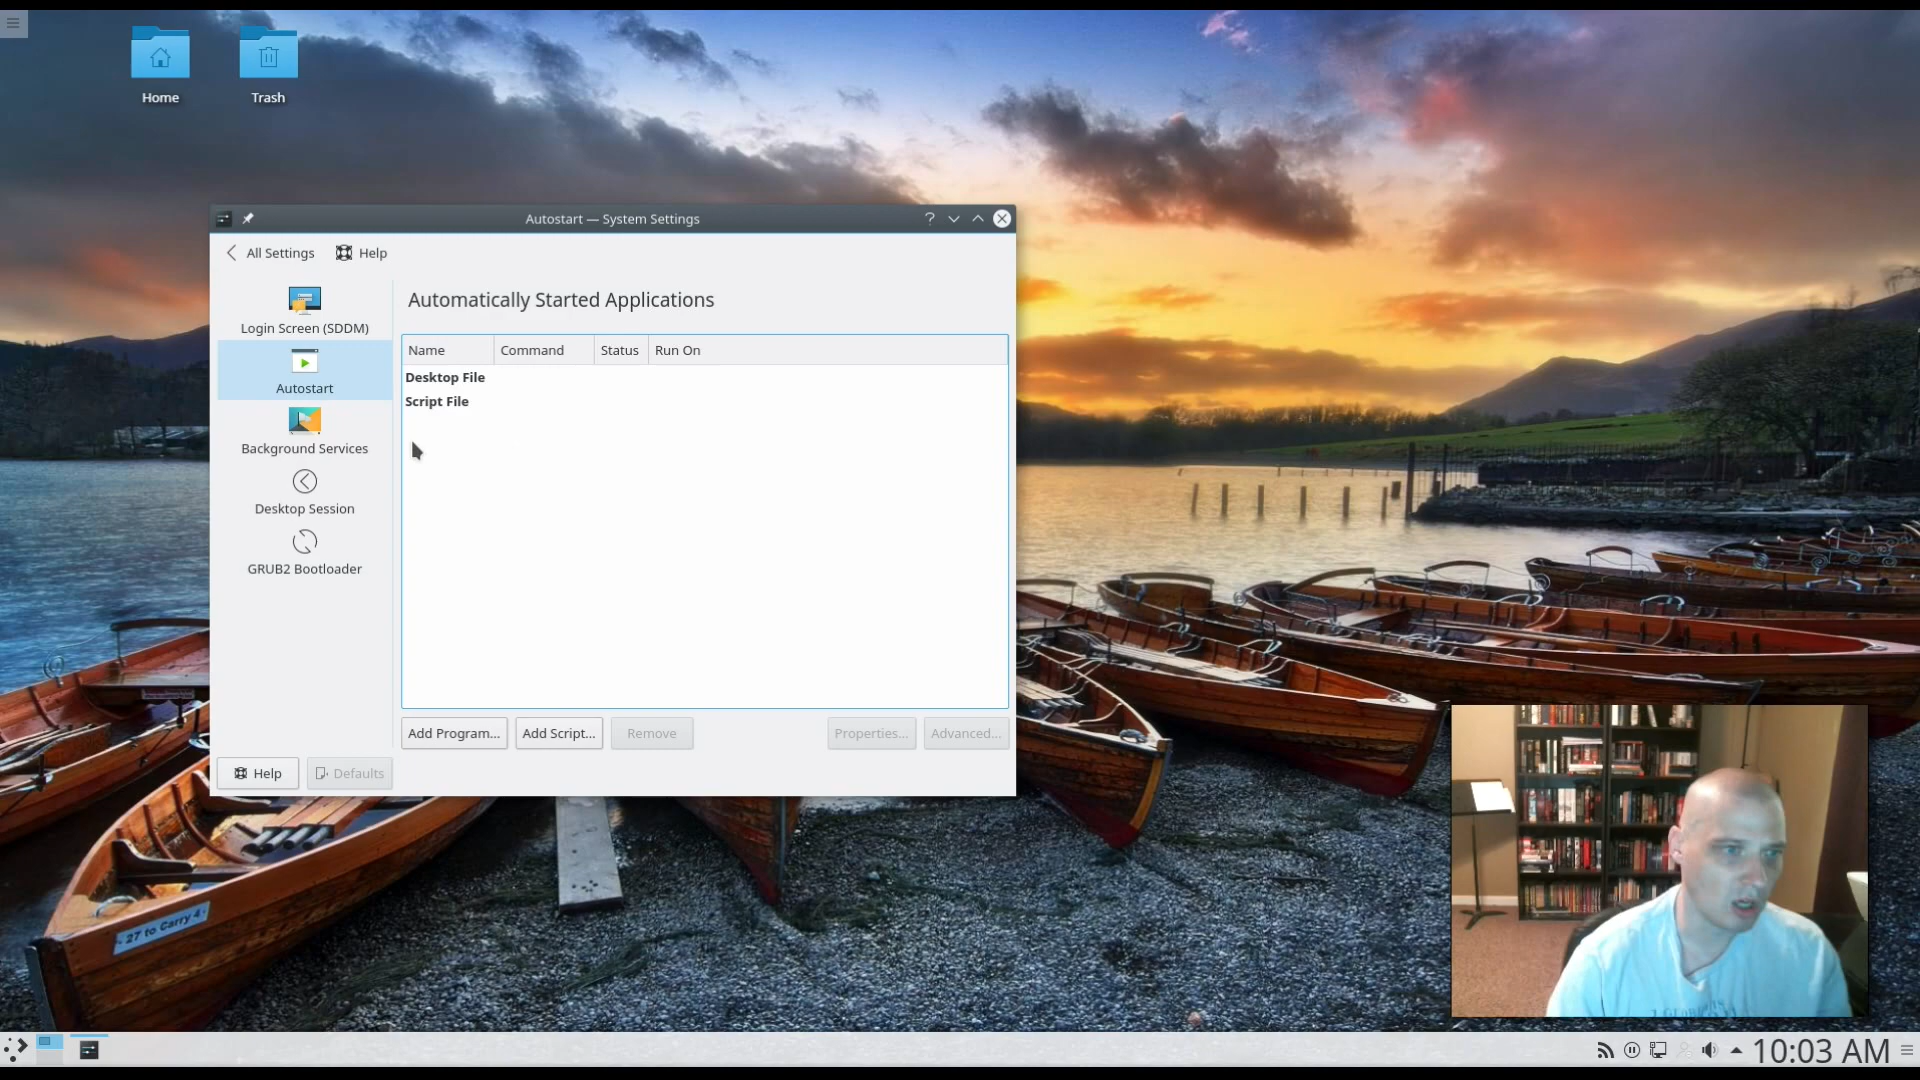 Home
Trash
Autostart — System Settings
All Settings
Help
Login Screen (SDDM)
Autostart
Background Services
Desktop Session
GRUB2 Bootloader
Automatically Started Applications
Name Command Status Run On
Desktop File
Script File
Add Program... Add Script... Remove Properties... Advanced...
Help Defaults
27 to Carry 4
10:03 AM